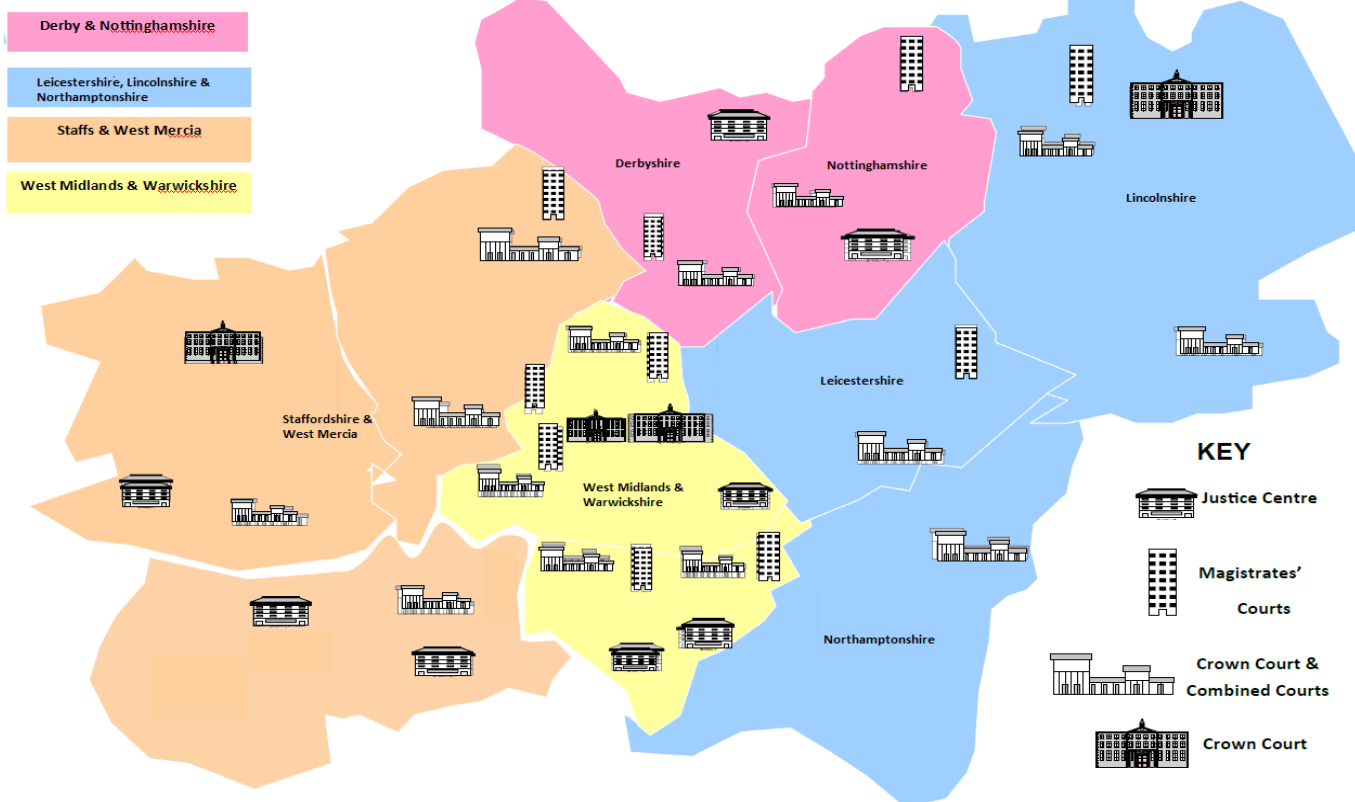 Derby & Nottinghamshire
Leicestershire, Lincolnshire &
Northamptonshire
Staffs & West Mercia
West Midlands & Warwickshire
Derbyshire
Nottinghamshire
Lincolnshire
Leicestershire
Staffordshire &
West Mercia
West Midlands &
Warwickshire
Northamptonshire
KEY
Justice Centre
Magistrates’
Courts
Crown Court &
Combined Courts
Crown Court